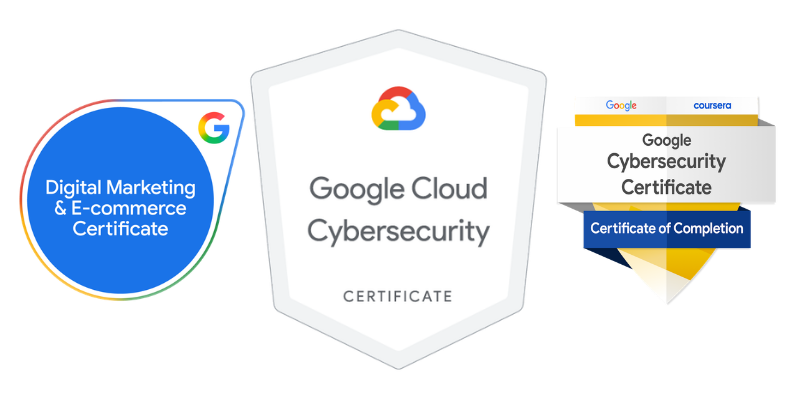 G
Digital Marketing
& E-commerce
Certificate
Google Cloud
Cybersecurity
CERTIFICATE
Google coursera
Google
Cybersecurity
Certificate
Certificate of Completion